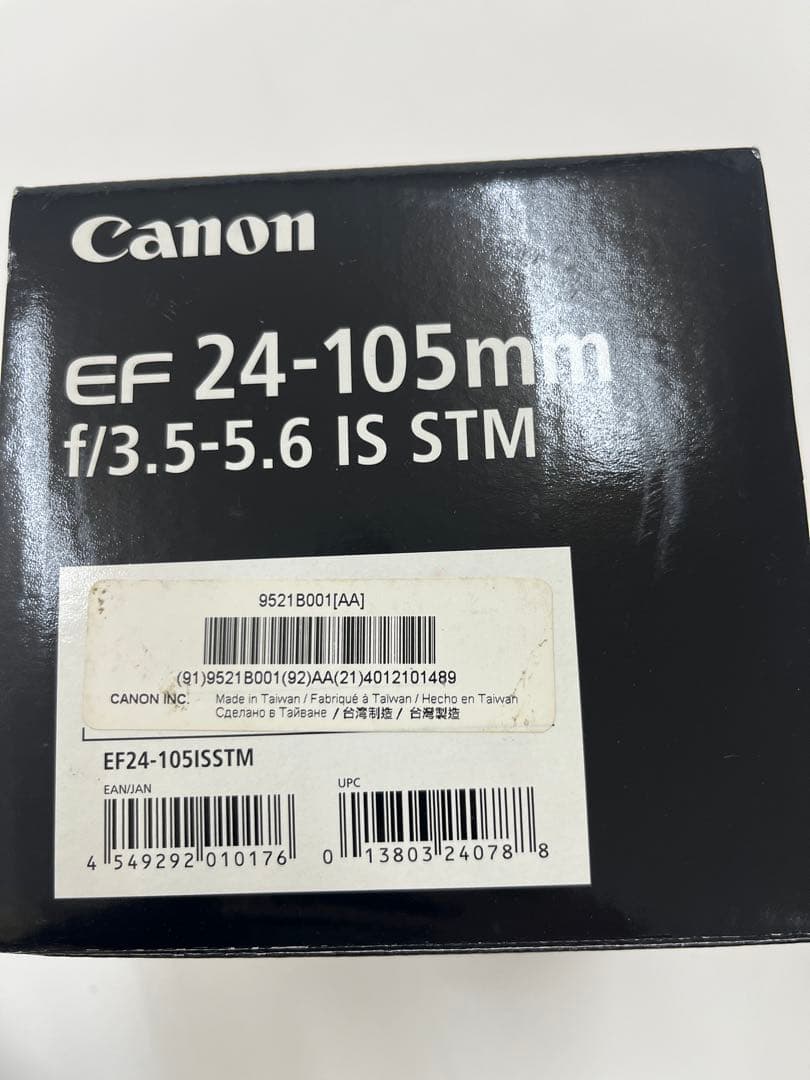 Canon
EF 24-105mm
f/3.5-5.6 IS STM
9521B001[AA]
(91)9521B001(92)AA(21)4012101489
CANON INC. Made in Taiwan / Fabriqué à Taïwan / Hecho en Taiwan
Сделано в Тайване / 台湾制造 / 台灣製造
EF24-105ISSTM
EAN/JAN UPC
4 549292 010176 0 13803 24078 8